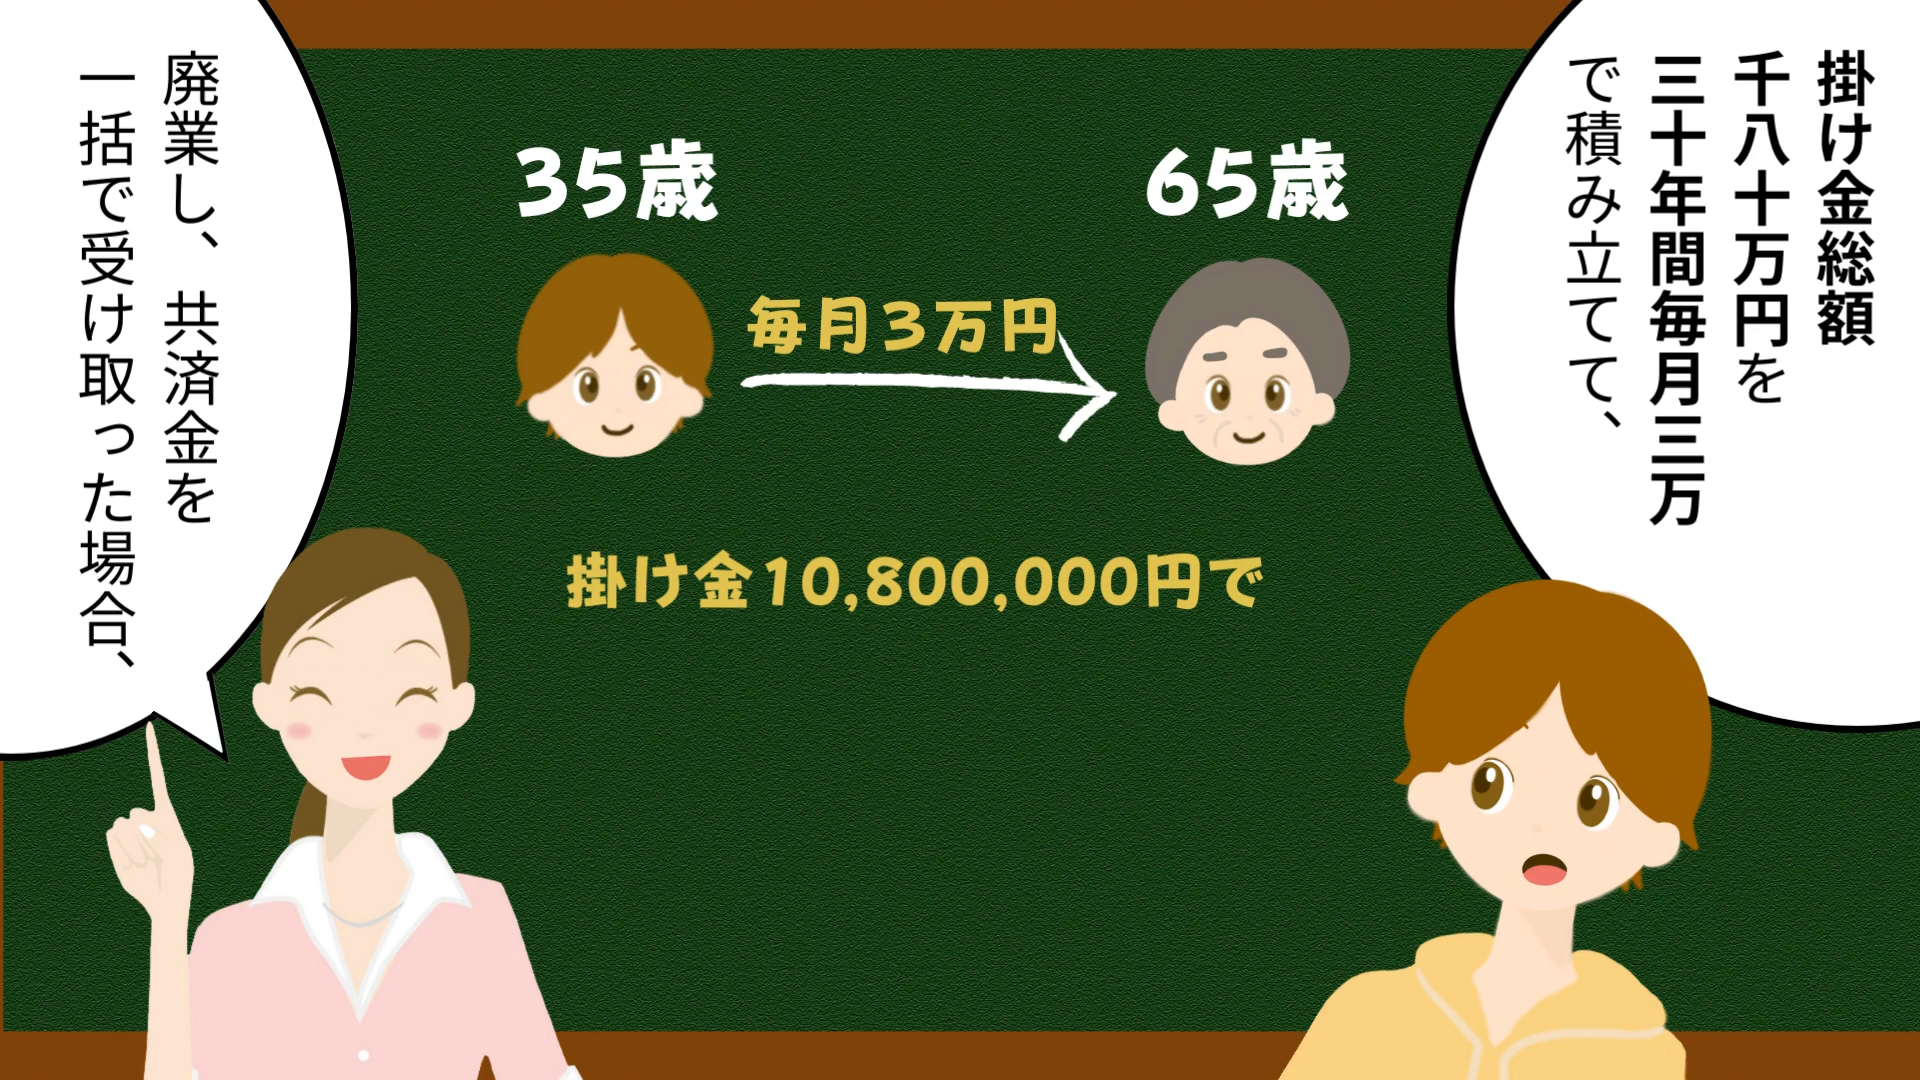 掛け金総額
千八十万円を
三十年間毎月三万
で積み立てて、
35歳
65歳
毎月3万円
掛け金10,800,000円で
廃業し、共済金を
一括で受け取った場合、